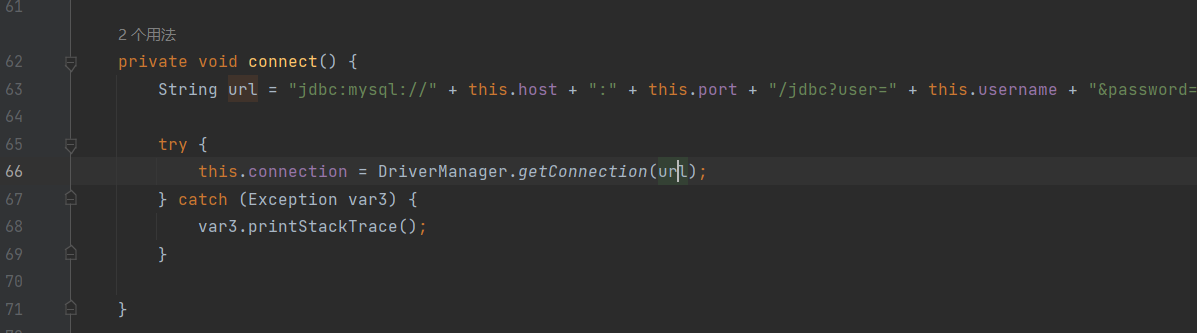 61
2 个用法
62 private void connect() {
63 String url = "jdbc:mysql://" + this.host + ":" + this.port + "/jdbc?user=" + this.username + "&password=
64
65 try {
66 this.connection = DriverManager.getConnection(url);
67 } catch (Exception var3) {
68 var3.printStackTrace();
69 }
70
71 }